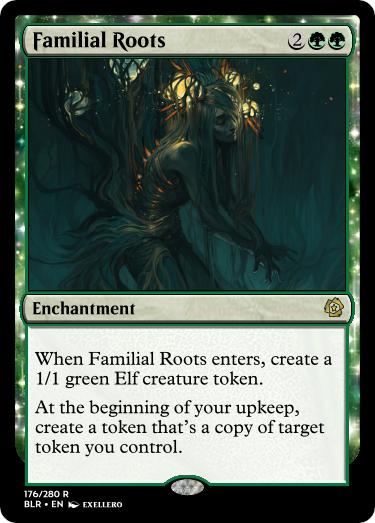 Familial Roots 2
Enchantment
When Familial Roots enters, create a
1/1 green Elf creature token.
At the beginning of your upkeep,
create a token that's a copy of target
token you control.
176/280 R
BLR • EN EXELLERO